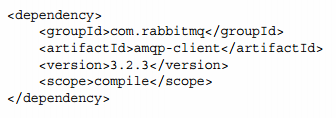 <dependency>
    <groupId>com.rabbitmq</groupId>
    <artifactId>amqp-client</artifactId>
    <version>3.2.3</version>
    <scope>compile</scope>
</dependency>